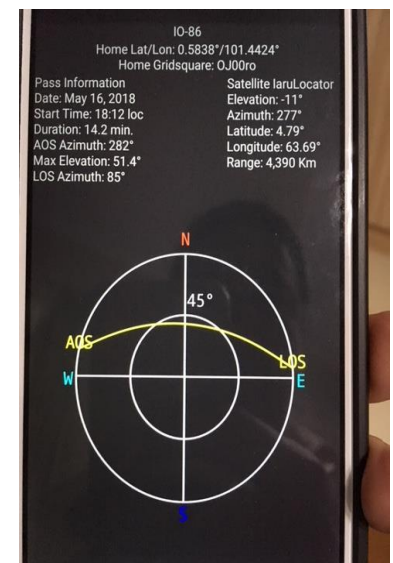 IO-86
Home Lat/Lon: 0.5838°/101.4424°
Home Gridsquare: OJ00ro
Pass Information
Date: May 16, 2018
Start Time: 18:12 loc
Duration: 14.2 min.
AOS Azimuth: 282°
Max Elevation: 51.4°
LOS Azimuth: 85°
Satellite IaruLocator
Elevation: -11°
Azimuth: 277°
Latitude: 4.79°
Longitude: 63.69°
Range: 4,390 Km
N
45°
AOS
LOS
W
E
S